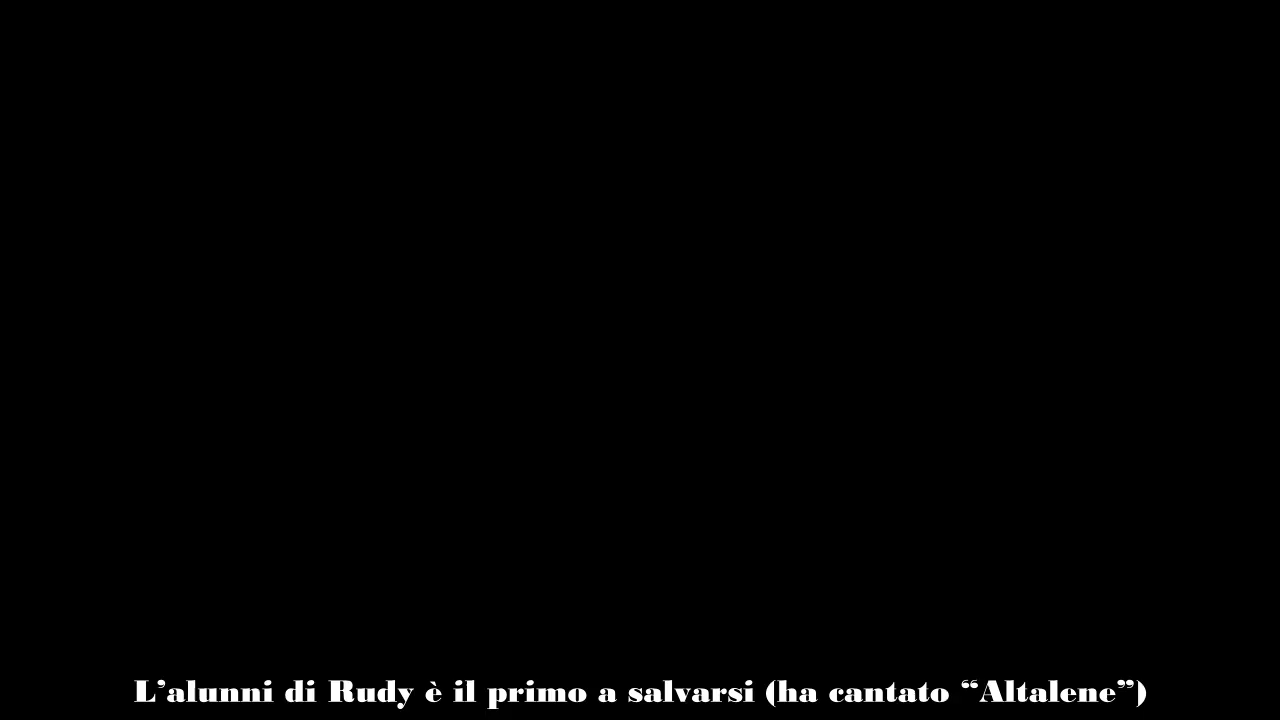 L’alunni di Rudy è il primo a salvarsi (ha cantato “Altalene”)